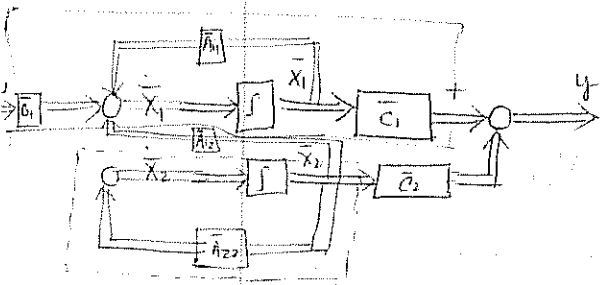 Ā₁₁
B̄₁ Ẋ̄₁ ∫ X̄₁ C̄₁ y
Ā₁₂
Ẋ̄₂ ∫ X̄₂ C̄₂
Ā₂₂